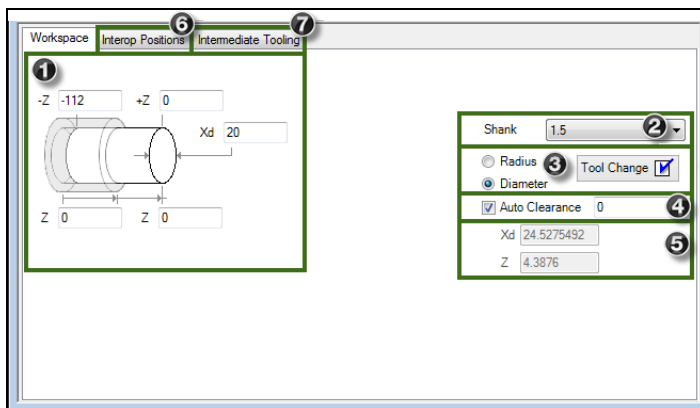 Workspace Interop Positions 6 Intermediate Tooling 7
1
-Z -112 +Z 0
Xd 20
Z 0 Z 0
Shank 1.5 2
Radius 3 Tool Change
Diameter
Auto Clearance 0 4
Xd 24.5275492 5
Z 4.3876